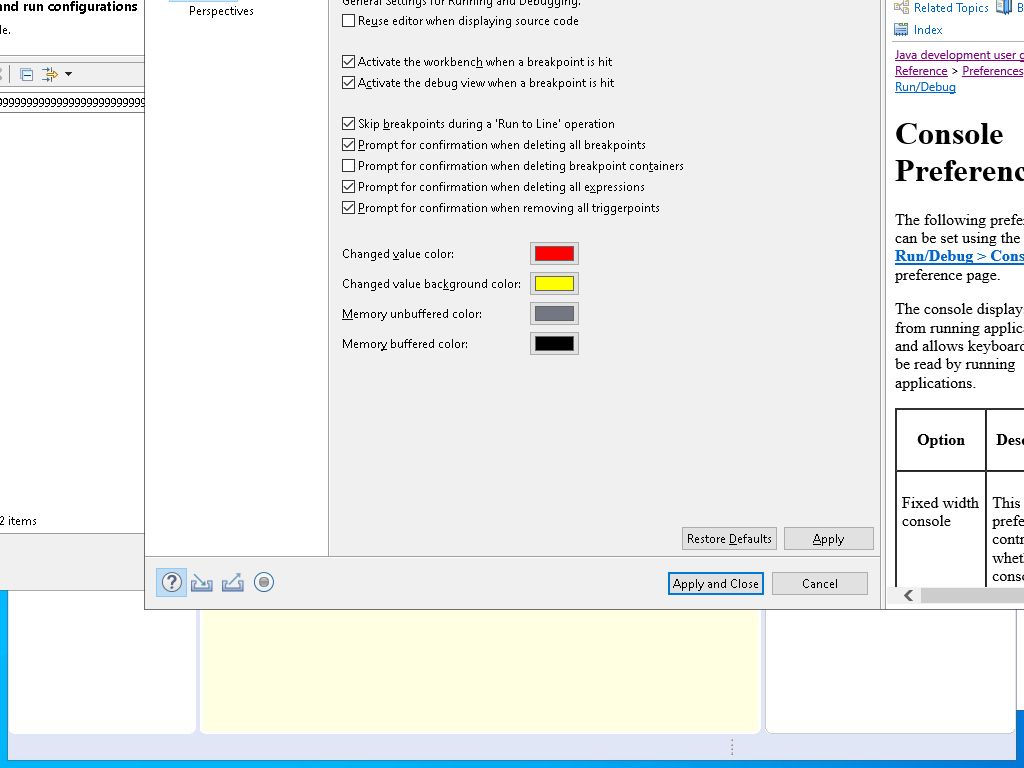 and run configurations
le.
2 items
Perspectives
General Settings for Running and Debugging.
Reuse editor when displaying source code
Activate the workbench when a breakpoint is hit
Activate the debug view when a breakpoint is hit
Skip breakpoints during a 'Run to Line' operation
Prompt for confirmation when deleting all breakpoints
Prompt for confirmation when deleting breakpoint containers
Prompt for confirmation when deleting all expressions
Prompt for confirmation when removing all triggerpoints
Changed value color:
Changed value background color:
Memory unbuffered color:
Memory buffered color:
Restore Defaults
Apply
?
Apply and Close
Cancel
Related Topics B
Index
Java development user g
Reference > Preferences
Run/Debug
Console
Preferenc
The following prefe
can be set using the
Run/Debug > Cons
preference page.
The console display
from running applica
and allows keyboard
be read by running
applications.
Option
Desc
Fixed width
console
This
prefe
contr
wheth
conso